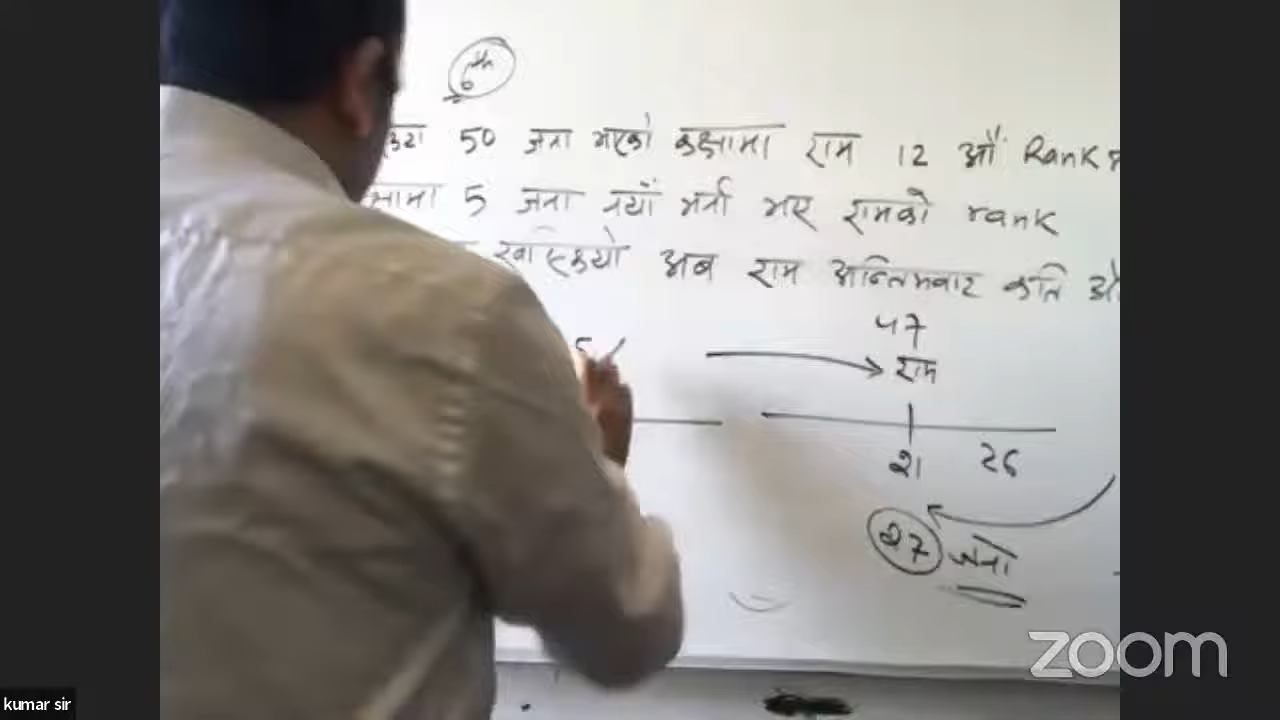 6th
50 जना भएको कक्षामा राम 12 औं Rank
5 जना नयाँ भर्ना भए रामको rank
अब राम अन्तिमबाट कति औ
47
राम
21 26
27 जना
zoom
kumar sir